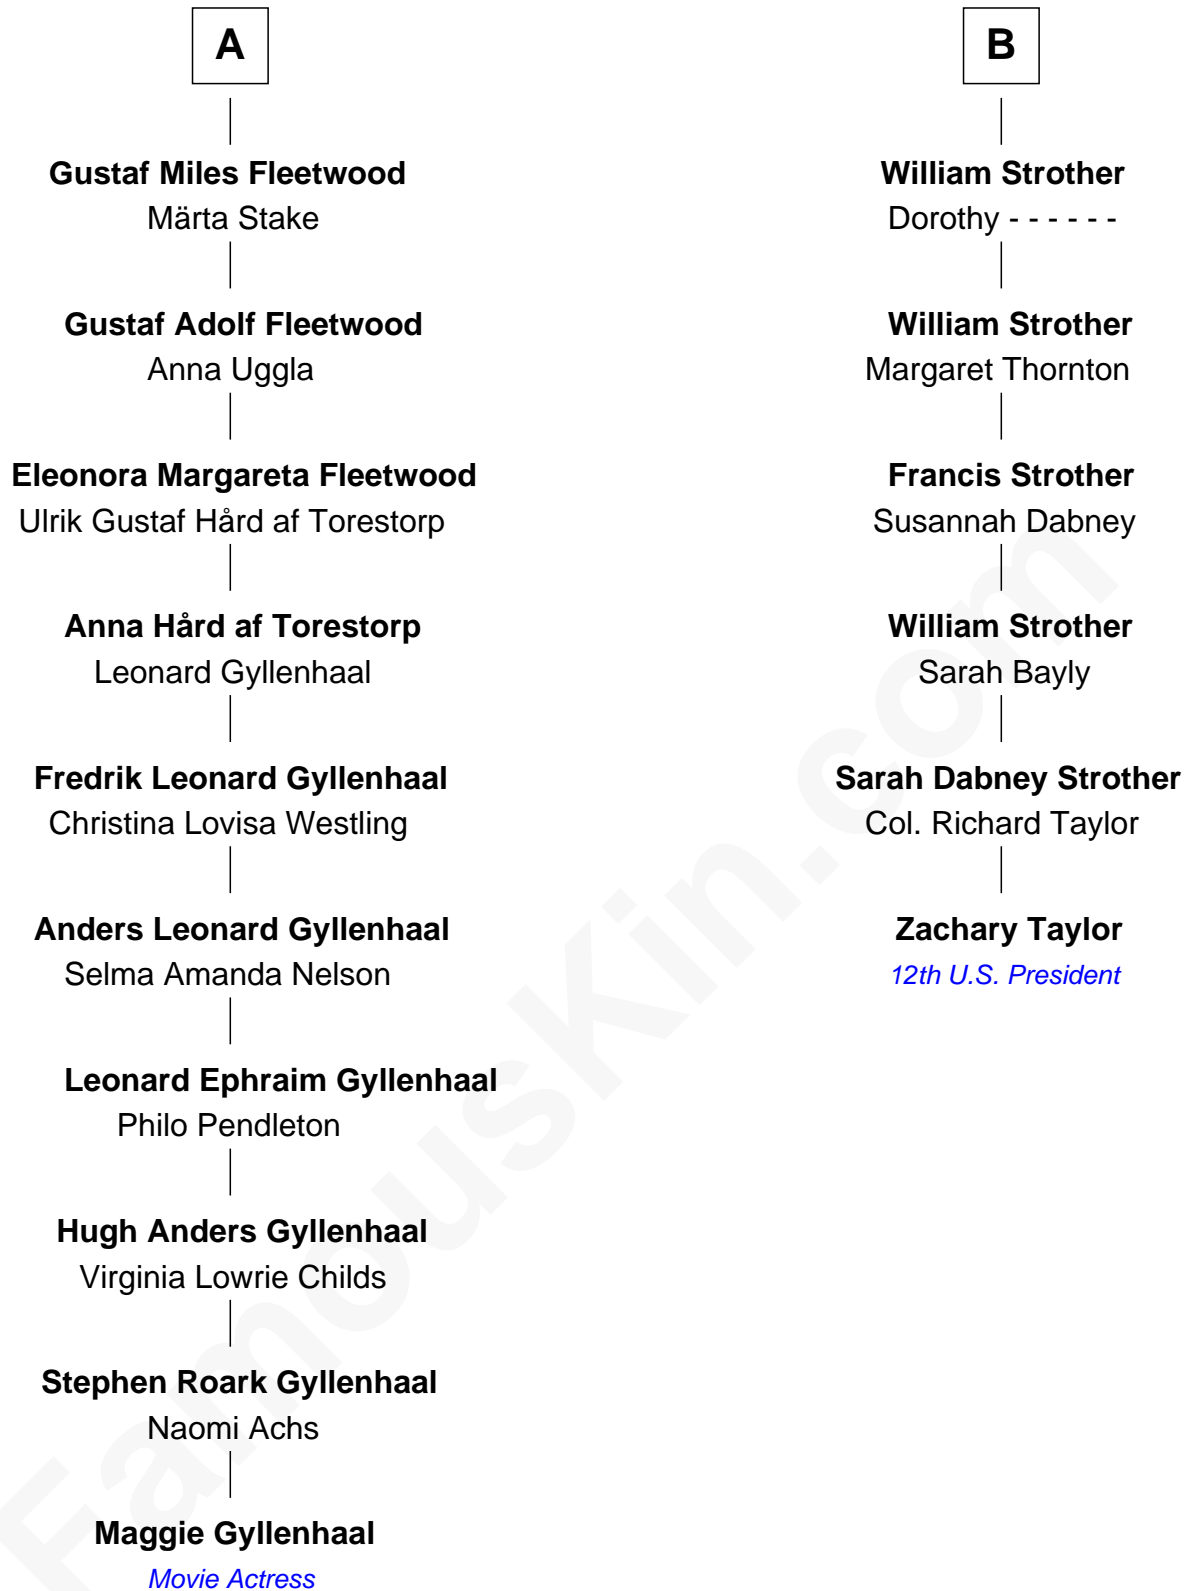 A
Gustaf Miles Fleetwood
Märta Stake
Gustaf Adolf Fleetwood
Anna Uggla
Eleonora Margareta Fleetwood
Ulrik Gustaf Hård af Torestorp
Anna Hård af Torestorp
Leonard Gyllenhaal
Fredrik Leonard Gyllenhaal
Christina Lovisa Westling
Anders Leonard Gyllenhaal
Selma Amanda Nelson
Leonard Ephraim Gyllenhaal
Philo Pendleton
Hugh Anders Gyllenhaal
Virginia Lowrie Childs
Stephen Roark Gyllenhaal
Naomi Achs
Maggie Gyllenhaal
Movie Actress
B
William Strother
Dorothy - - - - - -
William Strother
Margaret Thornton
Francis Strother
Susannah Dabney
William Strother
Sarah Bayly
Sarah Dabney Strother
Col. Richard Taylor
Zachary Taylor
12th U.S. President
FamousKin.com